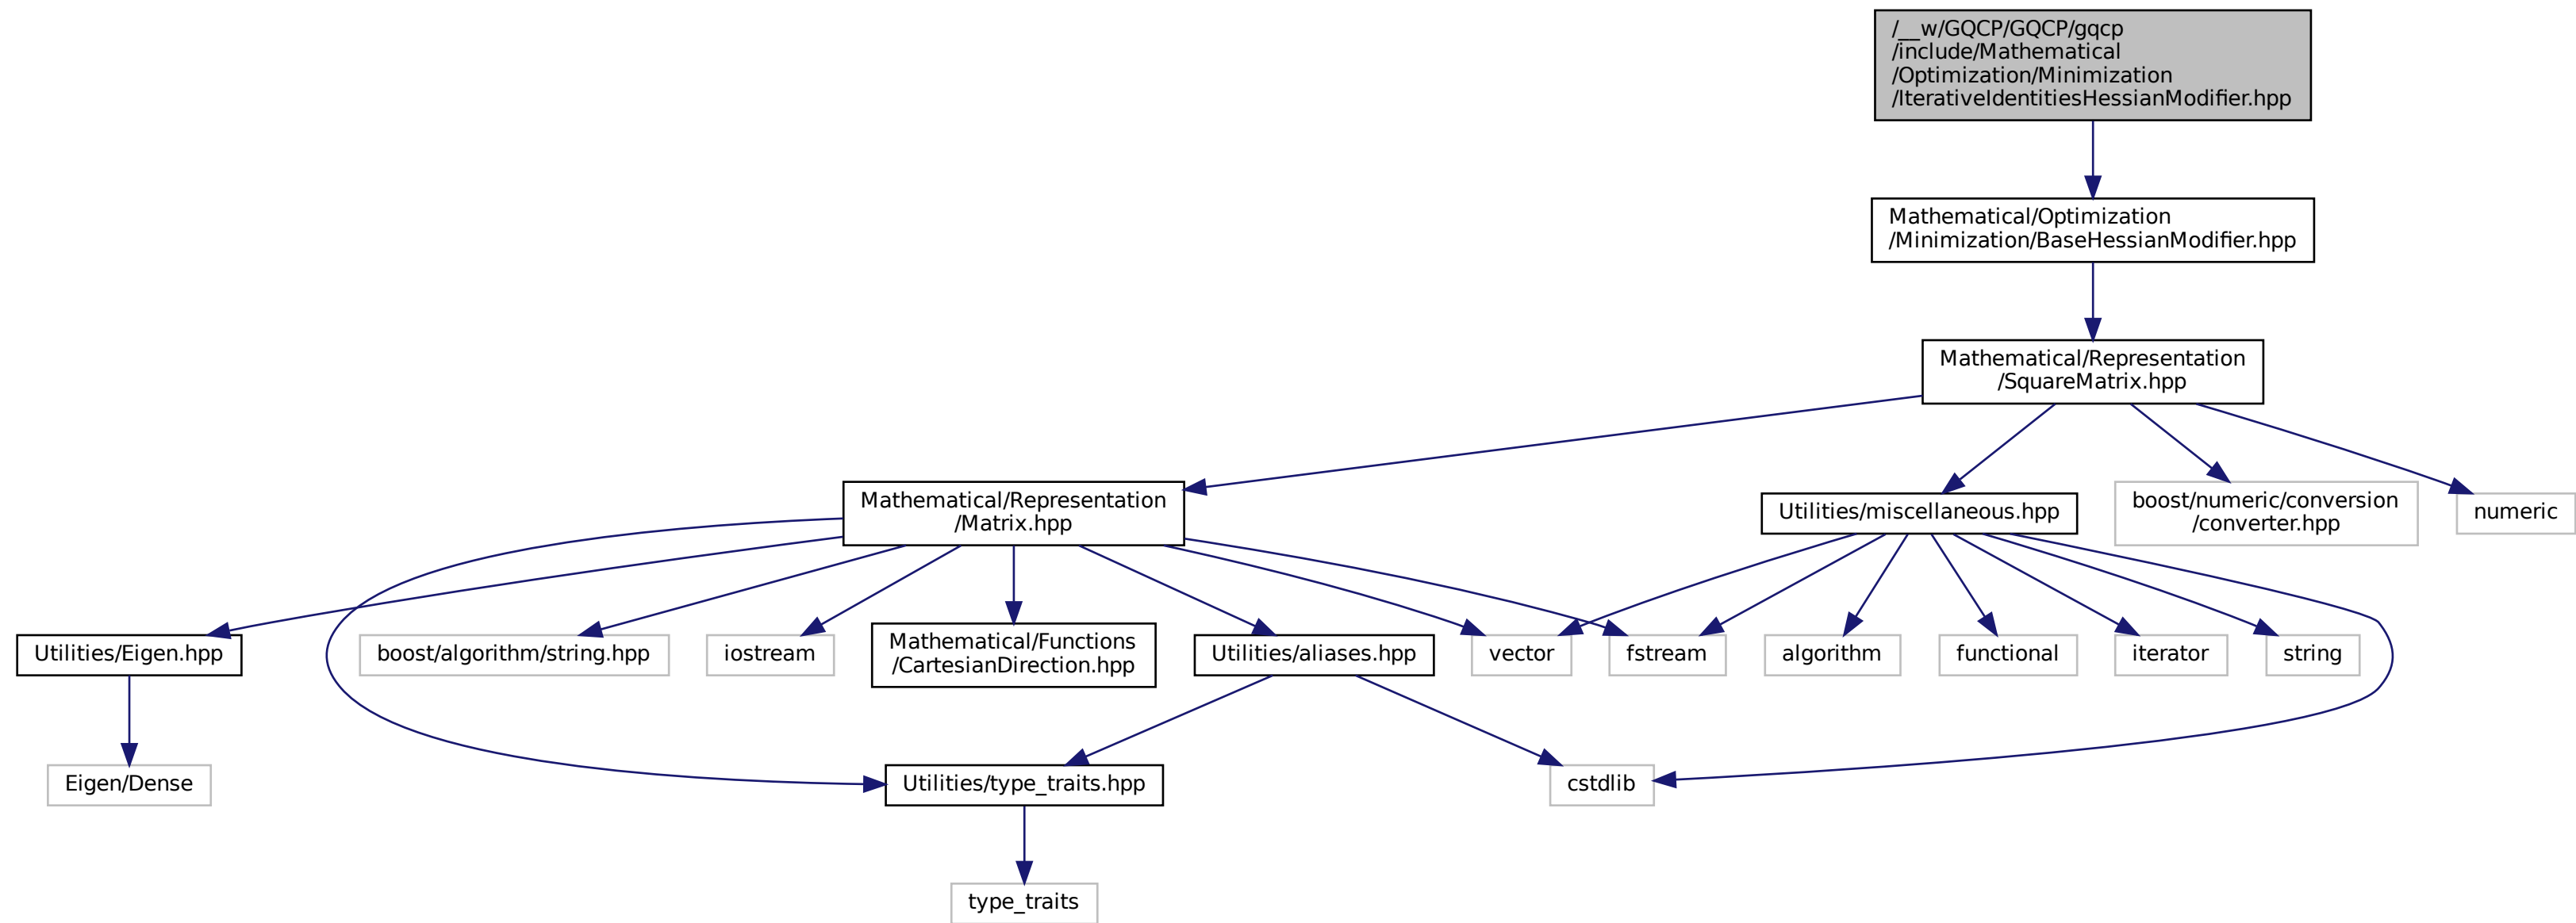 /__w/GQCP/GQCP/gqcp
/include/Mathematical
/Optimization/Minimization
/IterativeIdentitiesHessianModifier.hpp
Mathematical/Optimization
/Minimization/BaseHessianModifier.hpp
Mathematical/Representation
/SquareMatrix.hpp
Mathematical/Representation
/Matrix.hpp
Utilities/miscellaneous.hpp
boost/numeric/conversion
/converter.hpp
numeric
Utilities/Eigen.hpp
boost/algorithm/string.hpp
iostream
Mathematical/Functions
/CartesianDirection.hpp
Utilities/aliases.hpp
vector
fstream
algorithm
functional
iterator
string
Eigen/Dense
Utilities/type_traits.hpp
cstdlib
type_traits